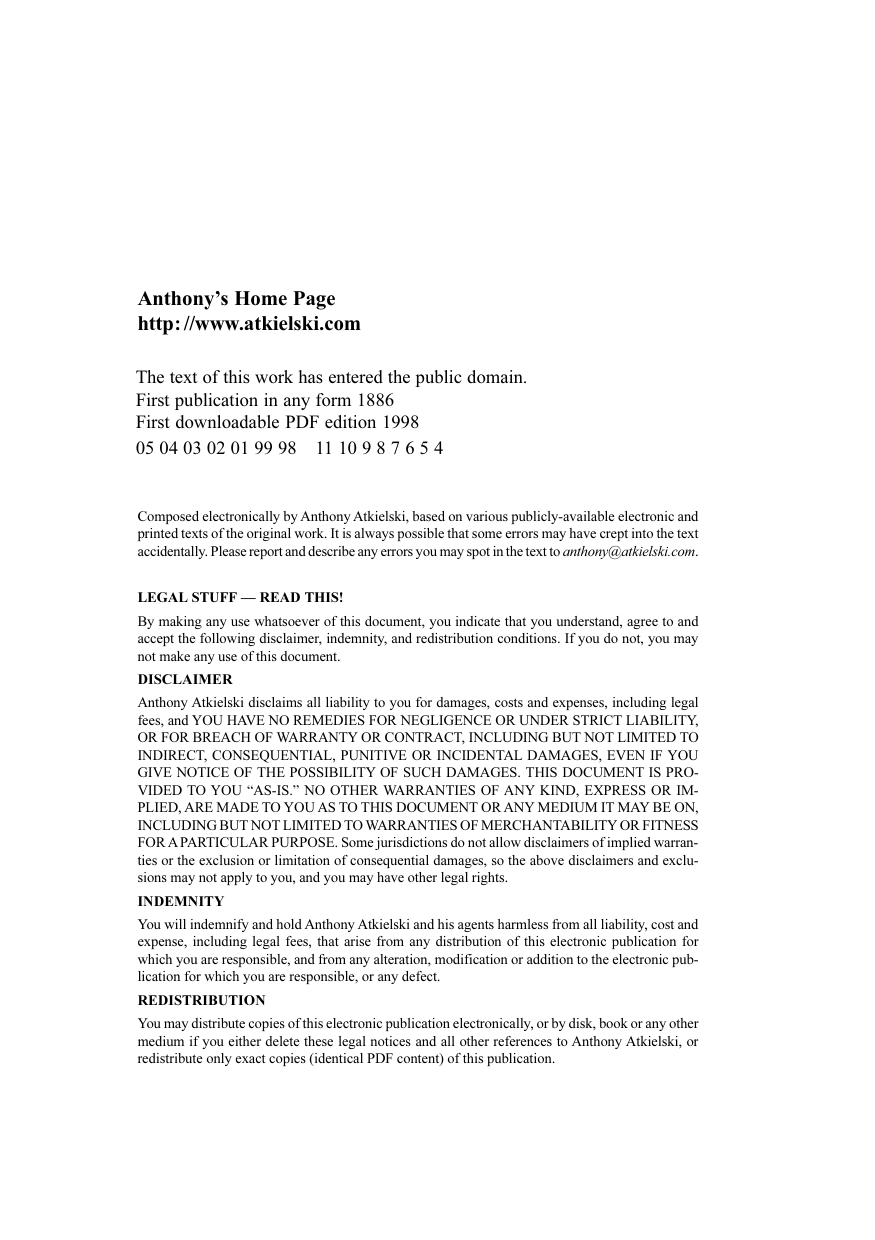 Anthony’s Home Page
http://www.atkielski.com
The text of this work has entered the public domain.
First publication in any form 1886
First downloadable PDF edition 1998
05 04 03 02 01 99 98 11 10 9 8 7 6 5 4
Composed electronically by Anthony Atkielski, based on various publicly-available electronic and
printed texts of the original work. It is always possible that some errors may have crept into the text
accidentally. Please report and describe any errors you may spot in the text to anthony@atkielski.com.
LEGAL STUFF — READ THIS!
By making any use whatsoever of this document, you indicate that you understand, agree to and
accept the following disclaimer, indemnity, and redistribution conditions. If you do not, you may
not make any use of this document.
DISCLAIMER
Anthony Atkielski disclaims all liability to you for damages, costs and expenses, including legal
fees, and YOU HAVE NO REMEDIES FOR NEGLIGENCE OR UNDER STRICT LIABILITY,
OR FOR BREACH OF WARRANTY OR CONTRACT, INCLUDING BUT NOT LIMITED TO
INDIRECT, CONSEQUENTIAL, PUNITIVE OR INCIDENTAL DAMAGES, EVEN IF YOU
GIVE NOTICE OF THE POSSIBILITY OF SUCH DAMAGES. THIS DOCUMENT IS PRO-
VIDED TO YOU “AS-IS.” NO OTHER WARRANTIES OF ANY KIND, EXPRESS OR IM-
PLIED, ARE MADE TO YOU AS TO THIS DOCUMENT OR ANY MEDIUM IT MAY BE ON,
INCLUDING BUT NOT LIMITED TO WARRANTIES OF MERCHANTABILITY OR FITNESS
FOR A PARTICULAR PURPOSE. Some jurisdictions do not allow disclaimers of implied warran-
ties or the exclusion or limitation of consequential damages, so the above disclaimers and exclu-
sions may not apply to you, and you may have other legal rights.
INDEMNITY
You will indemnify and hold Anthony Atkielski and his agents harmless from all liability, cost and
expense, including legal fees, that arise from any distribution of this electronic publication for
which you are responsible, and from any alteration, modification or addition to the electronic pub-
lication for which you are responsible, or any defect.
REDISTRIBUTION
You may distribute copies of this electronic publication electronically, or by disk, book or any other
medium if you either delete these legal notices and all other references to Anthony Atkielski, or
redistribute only exact copies (identical PDF content) of this publication.